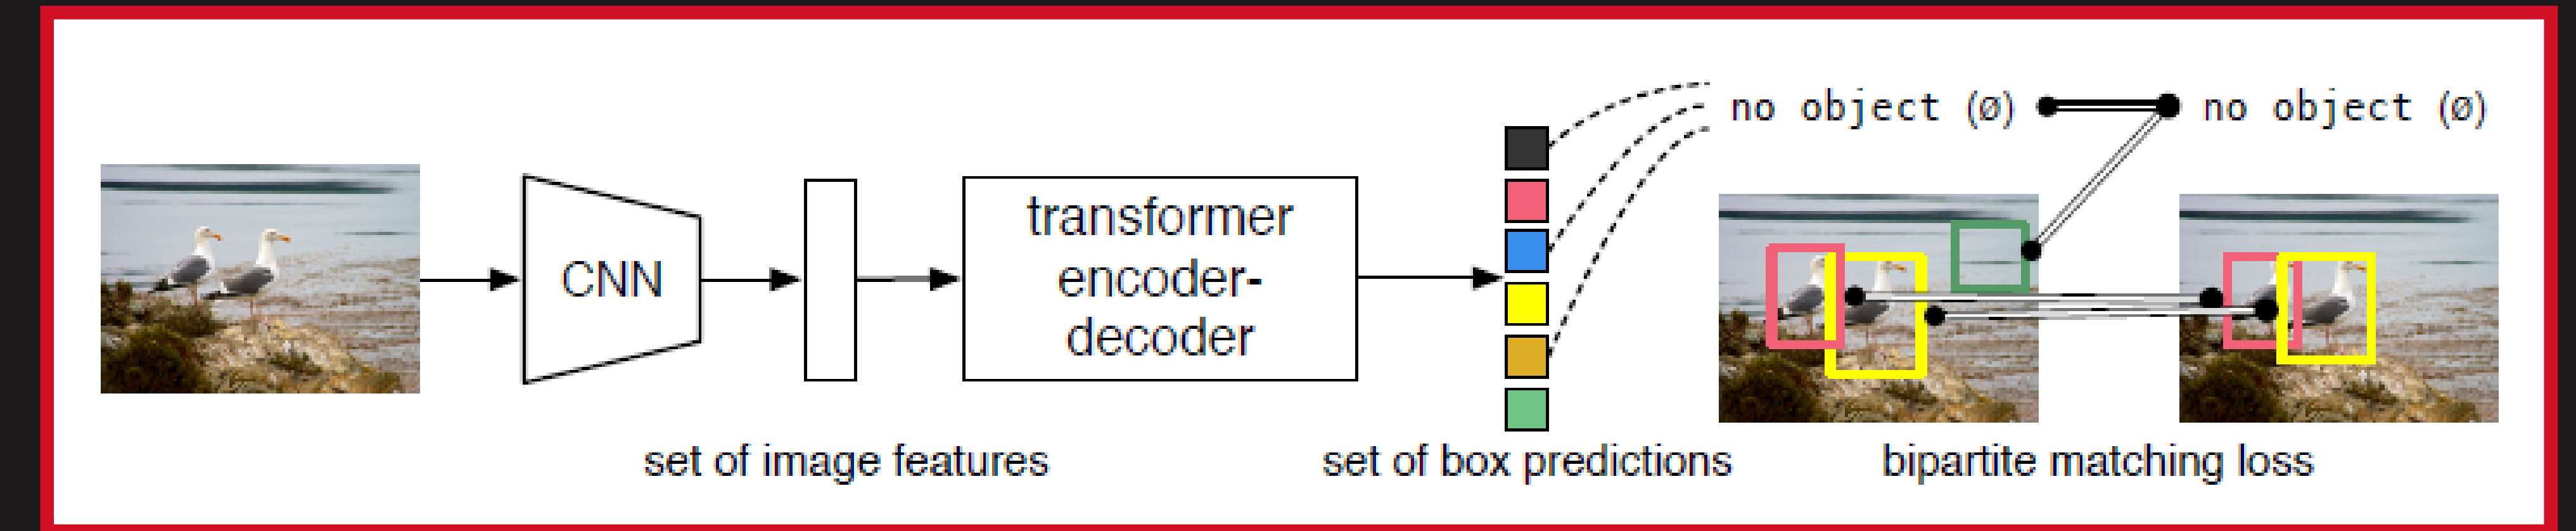 no object (ø)
no object (ø)
CNN
transformer
encoder-
decoder
set of image features
set of box predictions
bipartite matching loss